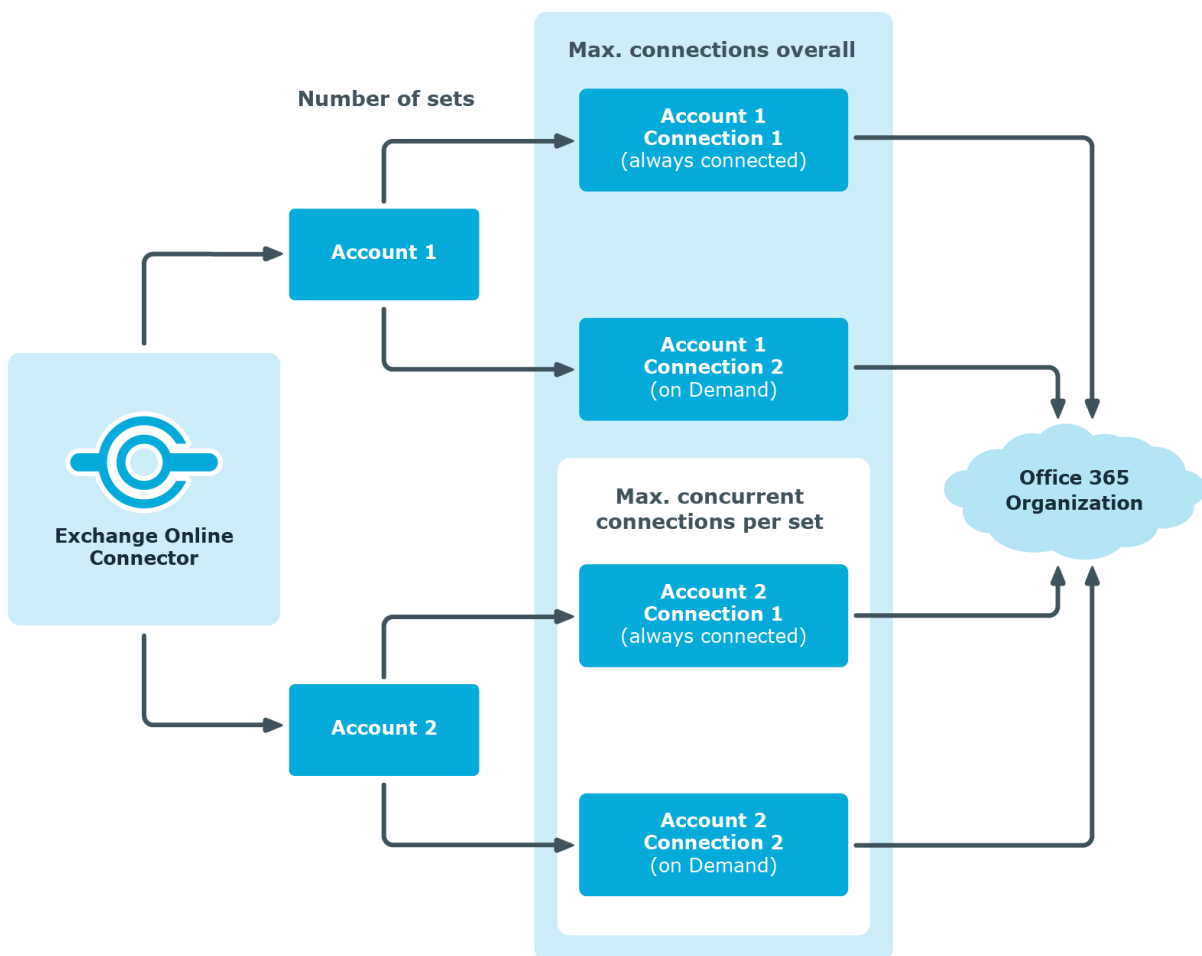 Max. connections overall
Number of sets
Account 1
Connection 1
(always connected)
Account 1
Account 1
Connection 2
(on Demand)
Exchange Online
Connector
Office 365
Organization
Max. concurrent
connections per set
Account 2
Connection 1
(always connected)
Account 2
Account 2
Connection 2
(on Demand)